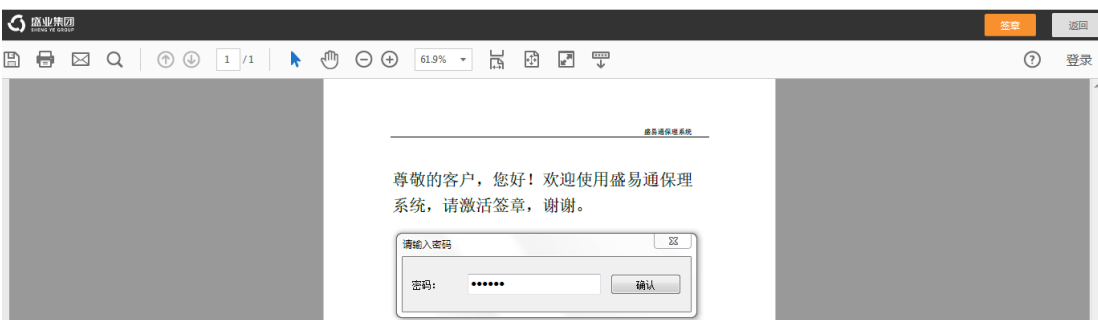 盛业集团
SHENG YE GROUP
签章
返回
1 /1
61.9%
登录
盛易通保理系统
尊敬的客户，您好！欢迎使用盛易通保理
系统，请激活签章，谢谢。
请输入密码
密码：
••••••
确认